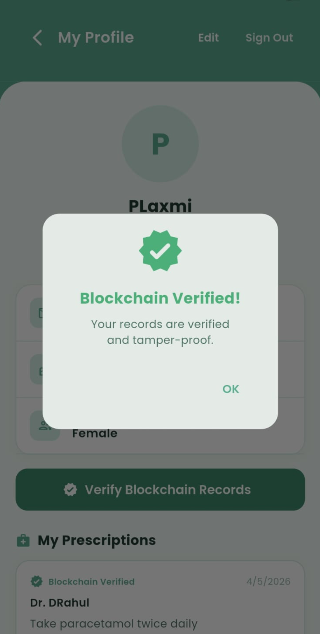 My Profile
Edit
Sign Out
P
PLaxmi
Blockchain Verified!
Your records are verified
and tamper-proof.
OK
Female
Verify Blockchain Records
My Prescriptions
Blockchain Verified
4/5/2026
Dr. DRahul
Take paracetamol twice daily